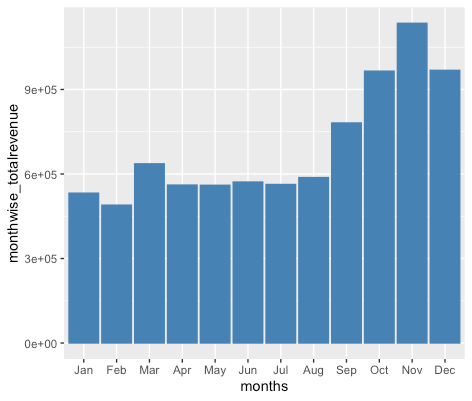 monthwise_totalrevenue
9e+05
6e+05
3e+05
0e+00
Jan Feb Mar Apr May Jun Jul Aug Sep Oct Nov Dec
months